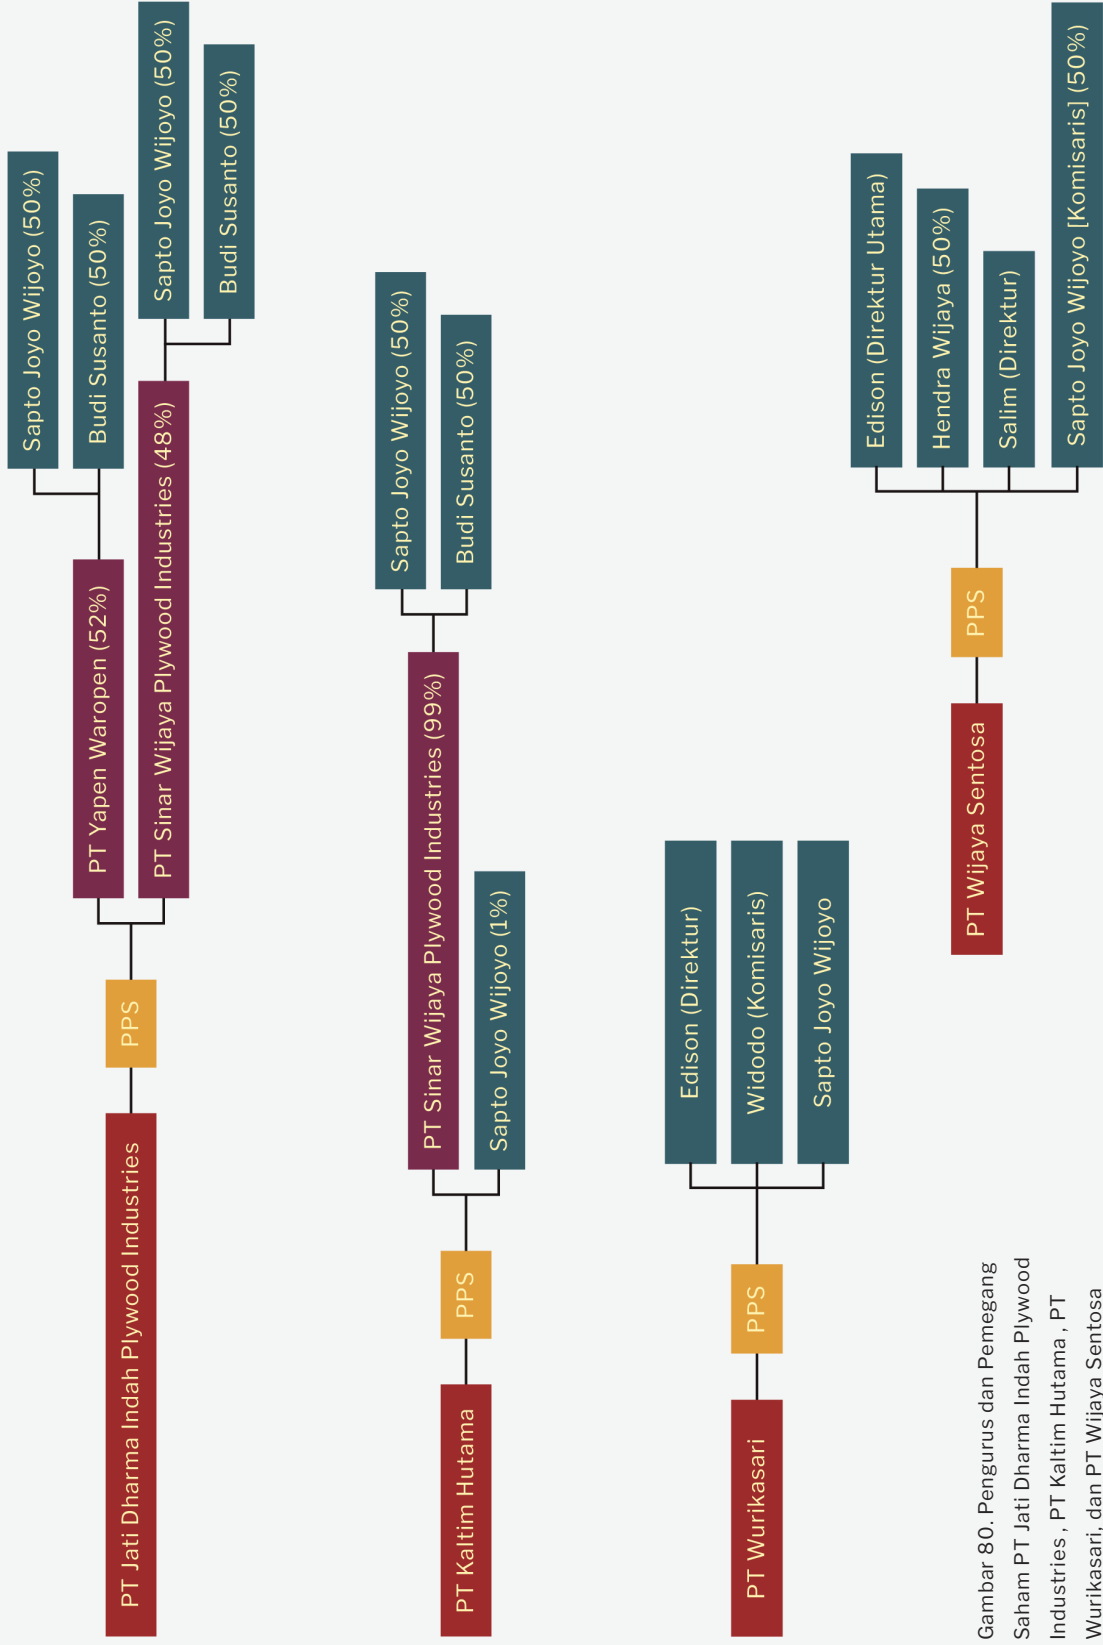 PT Jati Dharma Indah Plywood Industries
PPS
PT Yapen Waropen (52%)
Sapto Joyo Wijoyo (50%)
Budi Susanto (50%)
PT Sinar Wijaya Plywood Industries (48%)
Sapto Joyo Wijoyo (50%)
Budi Susanto (50%)
PT Kaltim Hutama
PPS
PT Sinar Wijaya Plywood Industries (99%)
Sapto Joyo Wijoyo (50%)
Budi Susanto (50%)
Sapto Joyo Wijoyo (1%)
PT Wurikasari
PPS
Edison (Direktur)
Widodo (Komisaris)
Sapto Joyo Wijoyo
PT Wijaya Sentosa
PPS
Edison (Direktur Utama)
Hendra Wijaya (50%)
Salim (Direktur)
Sapto Joyo Wijoyo [Komisaris] (50%)
Gambar 80. Pengurus dan Pemegang
Saham PT Jati Dharma Indah Plywood
Industries , PT Kaltim Hutama , PT
Wurikasari, dan PT Wijaya Sentosa